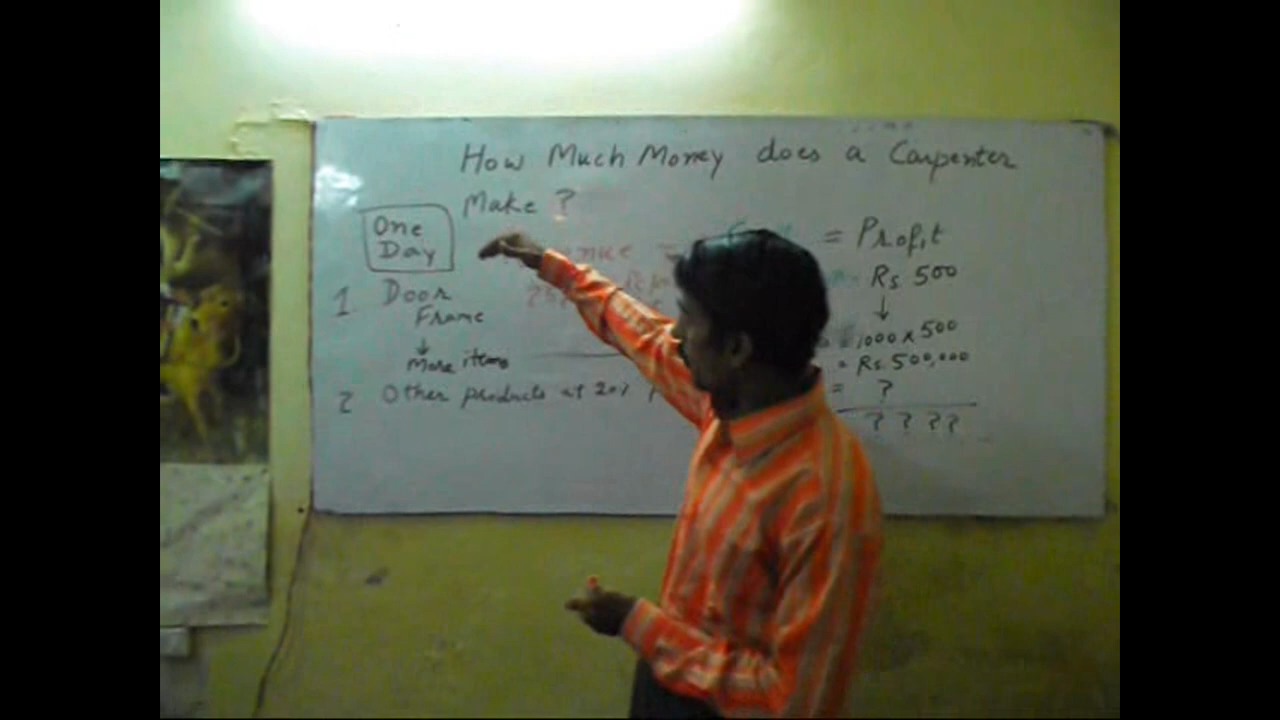 How Much Money does a Carpenter
Make ?
One
Day
= Profit
1 Door
Frame
Rs 500
↓
↓
= 1000 x 500
More items
= Rs. 500,000
2 Other products at 20%
= ?
? ? ? ?